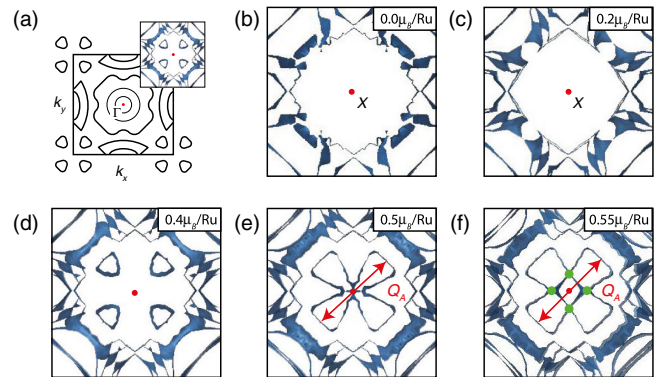 (a)
k_y
Γ
k_x
(b)
0.0μ_B/Ru
X
(c)
0.2μ_B/Ru
X
(d)
0.4μ_B/Ru
(e)
0.5μ_B/Ru
Q_A
(f)
0.55μ_B/Ru
Q_A